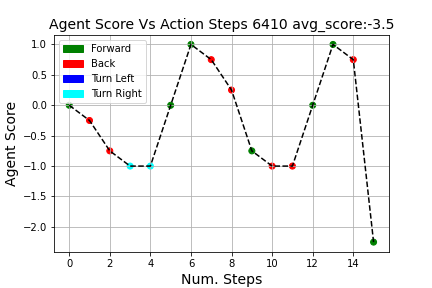 Agent Score Vs Action Steps 6410 avg_score:-3.5
Forward
Back
Turn Left
Turn Right
1.0
0.5
0.0
−0.5
−1.0
−1.5
−2.0
Agent Score
0 2 4 6 8 10 12 14
Num. Steps